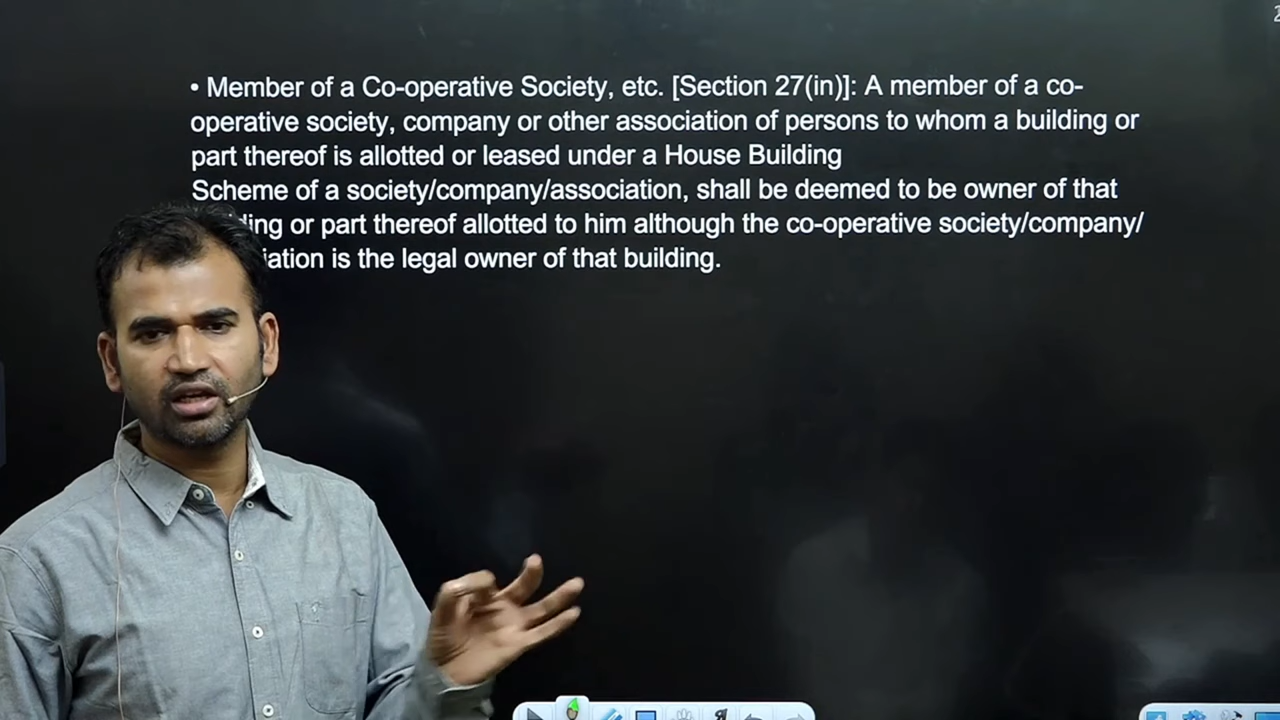 • Member of a Co-operative Society, etc. [Section 27(in)]: A member of a co-
operative society, company or other association of persons to whom a building or
part thereof is allotted or leased under a House Building
Scheme of a society/company/association, shall be deemed to be owner of that
or part thereof allotted to him although the co-operative society/company/
is the legal owner of that building.